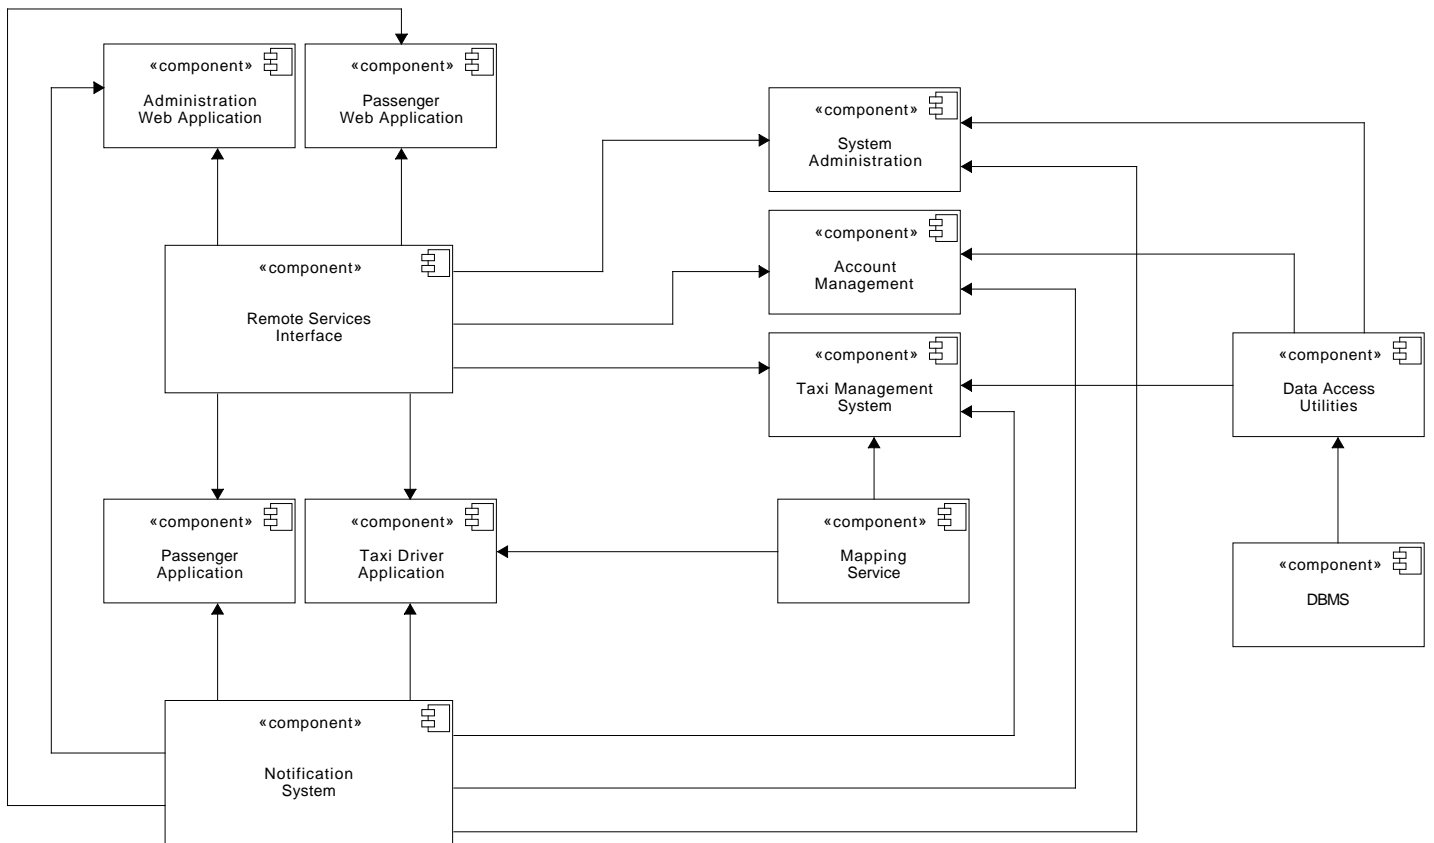 «component»
Administration
Web Application
«component»
Passenger
Web Application
«component»
System
Administration
«component»
Account
Management
«component»
Remote Services
Interface
«component»
Taxi Management
System
«component»
Data Access
Utilities
«component»
Passenger
Application
«component»
Taxi Driver
Application
«component»
Mapping
Service
«component»
DBMS
«component»
Notification
System